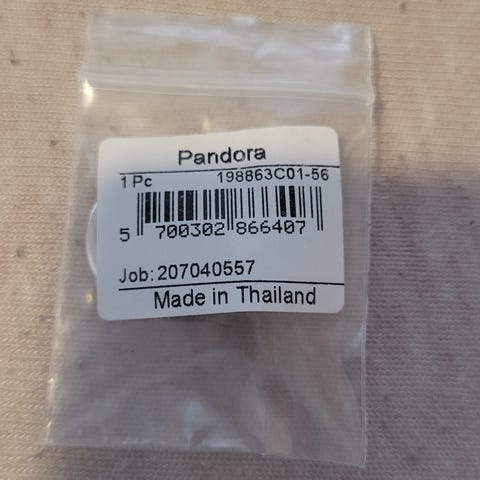 Pandora
1 Pc 198863C01-56
5 700302 866407
Job: 207040557
Made in Thailand